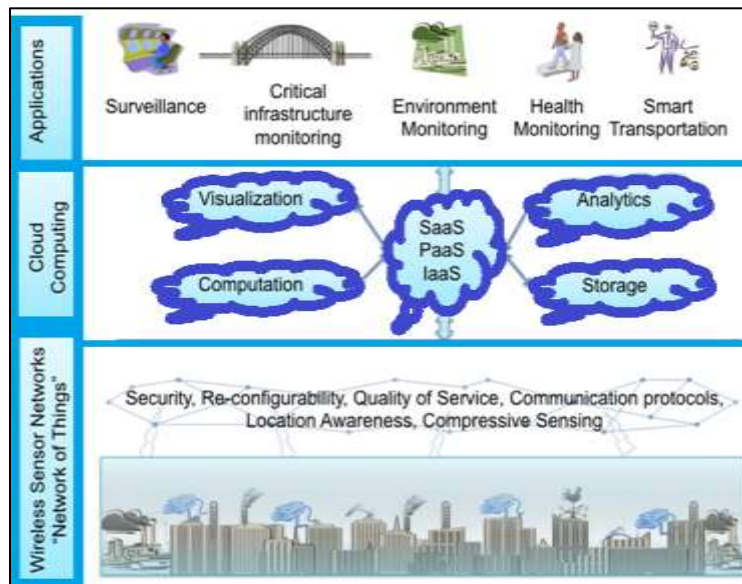 Applications
Surveillance
Critical
infrastructure
monitoring
Environment
Monitoring
Health
Monitoring
Smart
Transportation
Cloud
Computing
Visualization
Computation
SaaS
PaaS
IaaS
Analytics
Storage
Wireless Sensor Networks
"Network of Things"
Security, Re-configurability, Quality of Service, Communication protocols,
Location Awareness, Compressive Sensing